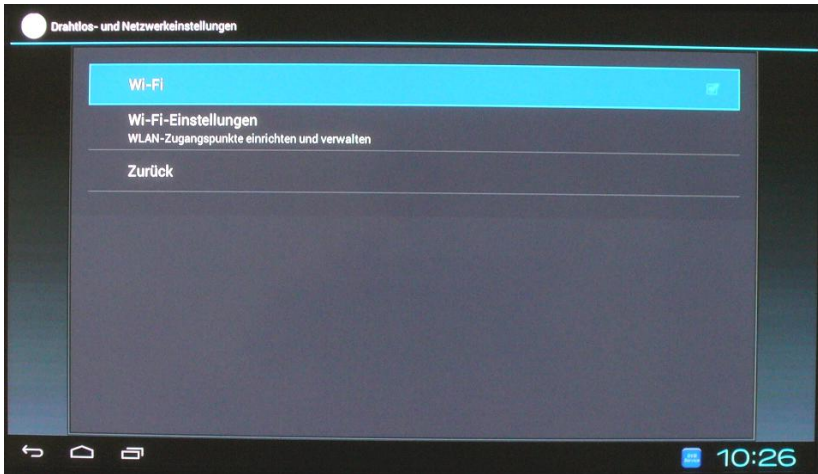 Drahtlos- und Netzwerkeinstellungen
Wi-Fi
Wi-Fi-Einstellungen
WLAN-Zugangspunkte einrichten und verwalten
Zurück
10:26